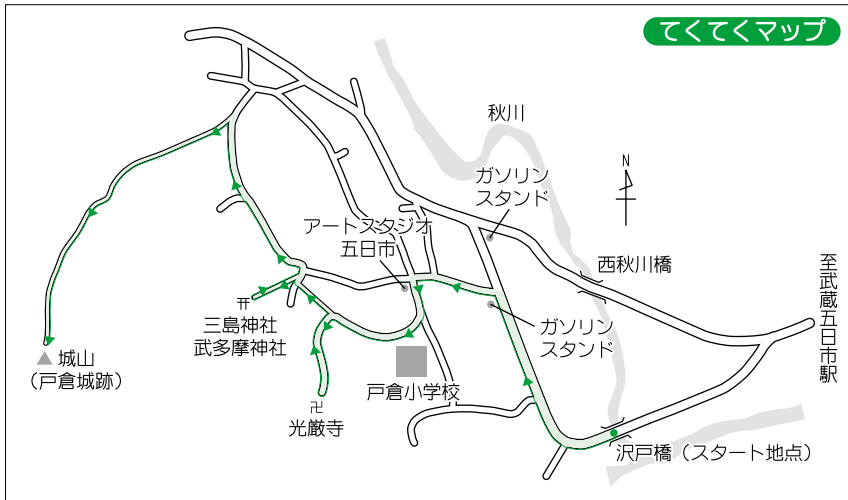 てくてくマップ
秋川
N
ガソリン
スタンド
アートスタジオ
五日市
西秋川橋
至武蔵五日市駅
三島神社
武多摩神社
ガソリン
スタンド
城山
（戸倉城跡）
戸倉小学校
卍
光厳寺
沢戸橋（スタート地点）